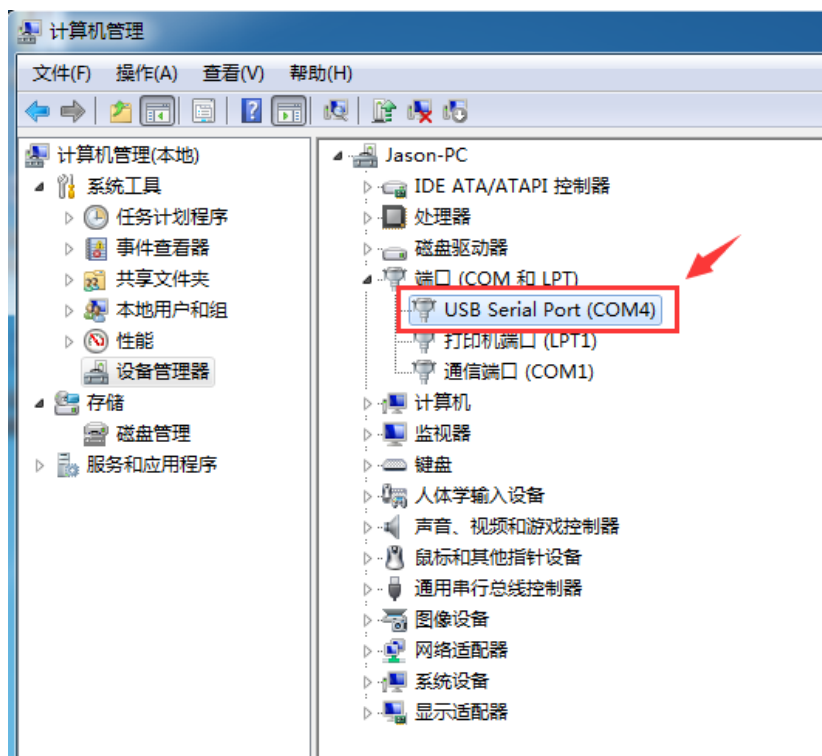 计算机管理
文件(F) 操作(A) 查看(V) 帮助(H)
计算机管理(本地)
系统工具
任务计划程序
事件查看器
共享文件夹
本地用户和组
性能
设备管理器
存储
磁盘管理
服务和应用程序
Jason-PC
IDE ATA/ATAPI 控制器
处理器
磁盘驱动器
端口 (COM 和 LPT)
USB Serial Port (COM4)
打印机端口 (LPT1)
通信端口 (COM1)
计算机
监视器
键盘
人体学输入设备
声音、视频和游戏控制器
鼠标和其他指针设备
通用串行总线控制器
图像设备
网络适配器
系统设备
显示适配器